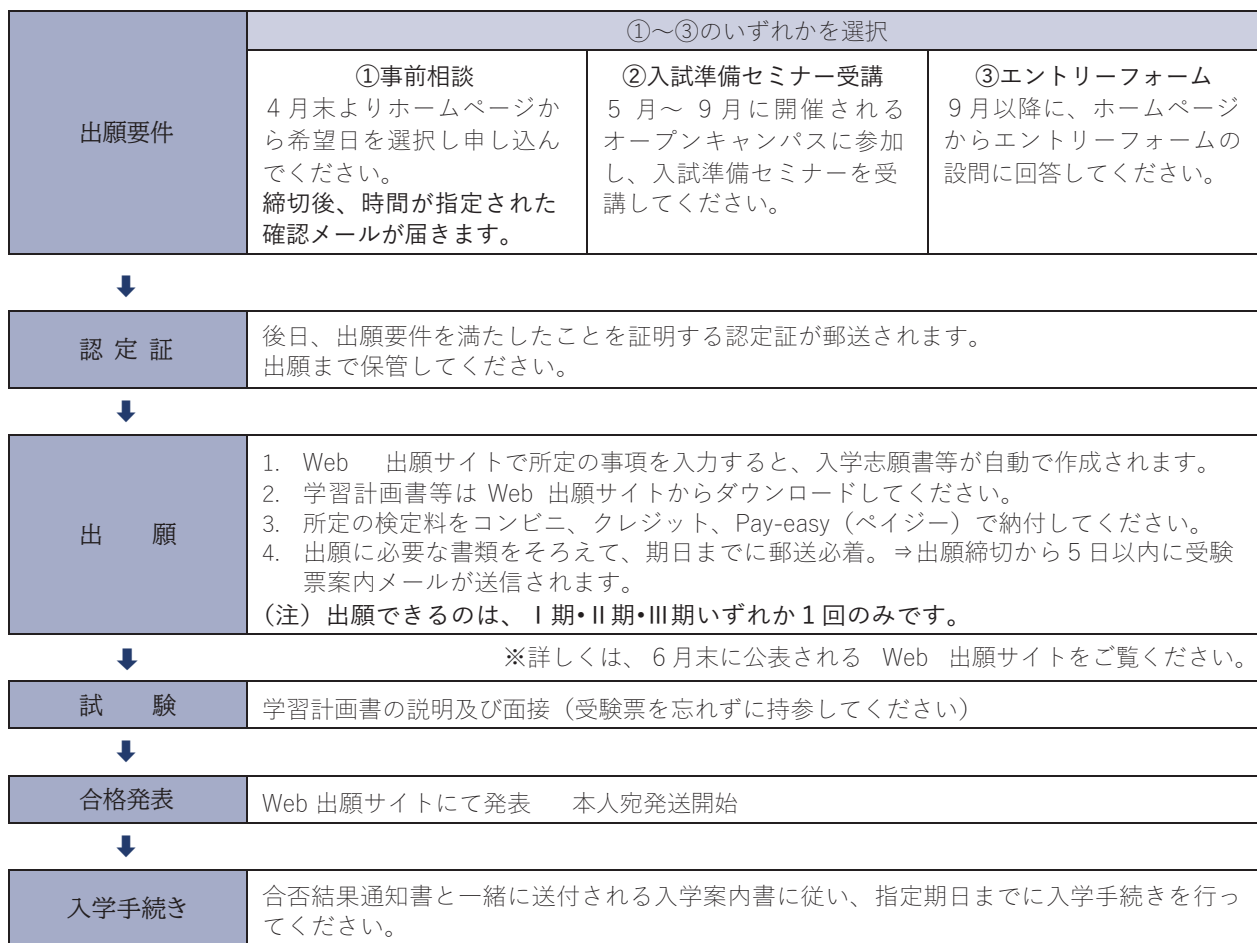 出願要件
①～③のいずれかを選択
①事前相談
４月末よりホームページか
ら希望日を選択し申し込ん
でください。
締切後、時間が指定された
確認メールが届きます。
②入試準備セミナー受講
5 月～ 9 月に開催される
オープンキャンパスに参加
し、入試準備セミナーを受
講してください。
③エントリーフォーム
９月以降に、ホームページ
からエントリーフォームの
設問に回答してください。
⬇
認 定 証
後日、出願要件を満たしたことを証明する認定証が郵送されます。
出願まで保管してください。
⬇
出　　願
1. Web 出願サイトで所定の事項を入力すると、入学志願書等が自動で作成されます。
2. 学習計画書等は Web 出願サイトからダウンロードしてください。
3. 所定の検定料をコンビニ、クレジット、Pay-easy（ペイジー）で納付してください。
4. 出願に必要な書類をそろえて、期日までに郵送必着。⇒出願締切から５日以内に受験
票案内メールが送信されます。
（注）出願できるのは、Ⅰ期・Ⅱ期・Ⅲ期いずれか１回のみです。
⬇
※詳しくは、６月末に公表される Web 出願サイトをご覧ください。
試　　験
学習計画書の説明及び面接（受験票を忘れずに持参してください）
⬇
合格発表
Web 出願サイトにて発表　本人宛発送開始
⬇
入学手続き
合否結果通知書と一緒に送付される入学案内書に従い、指定期日までに入学手続きを行っ
てください。